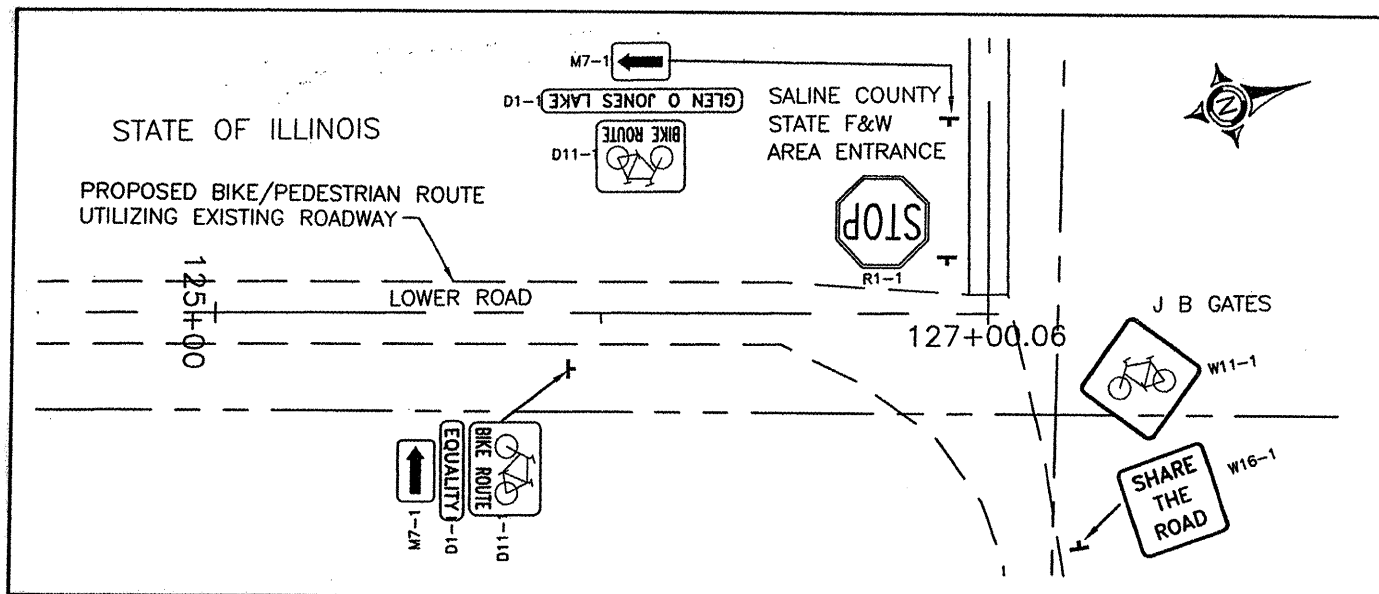 M7-1
D1-1
GLEN O JONES LAKE
BIKE ROUTE
D11-1
SALINE COUNTY
STATE F&W
AREA ENTRANCE
N
STATE OF ILLINOIS
PROPOSED BIKE/PEDESTRIAN ROUTE
UTILIZING EXISTING ROADWAY
STOP
R1-1
125+00
LOWER ROAD
127+00.06
J B GATES
W11-1
BIKE ROUTE
EQUALITY
M7-1
D1-1
D11-1
SHARE
THE
ROAD
W16-1